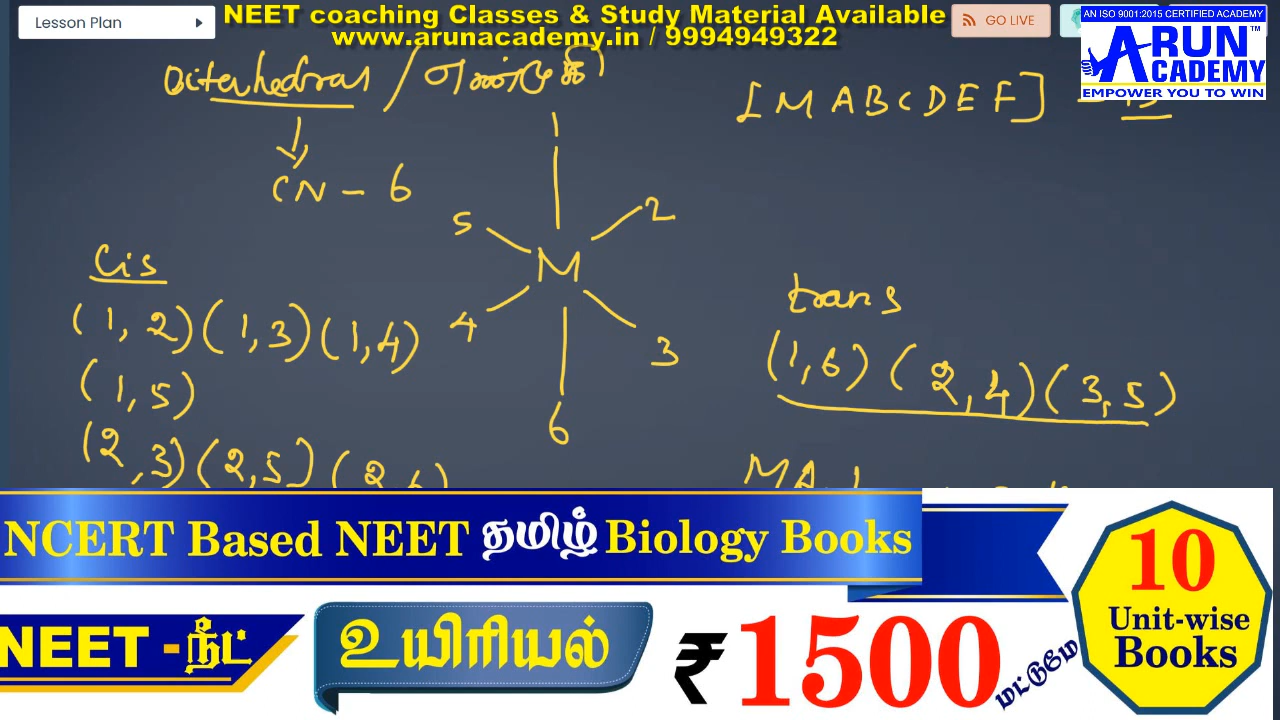 Lesson Plan
NEET coaching Classes & Study Material Available
www.arunacademy.in / 9994949322
GO LIVE
AN ISO 9001:2015 CERTIFIED ACADEMY
ARUN ACADEMY™
EMPOWER YOU TO WIN
Octahedral / எண்முகி
[M A B C D E F]
CN - 6
1
5 2
M
4 3
6
Cis
(1, 2) (1, 3) (1, 4)
(1, 5)
(2, 3) (2, 5) (2, 6)
trans
(1, 6) (2, 4) (3, 5)
NCERT Based NEET தமிழ் Biology Books
NEET - நீட்
உயிரியல்
₹1500 மட்டுமே
10
Unit-wise
Books